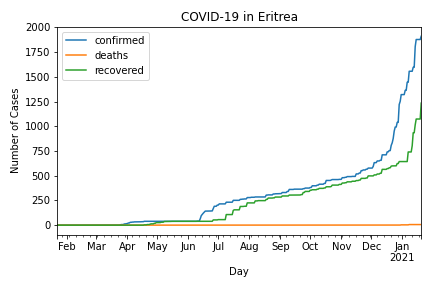 COVID-19 in Eritrea
confirmed
deaths
recovered
Number of Cases
2000
1750
1500
1250
1000
750
500
250
0
Feb Mar Apr May Jun Jul Aug Sep Oct Nov Dec Jan
2021
Day